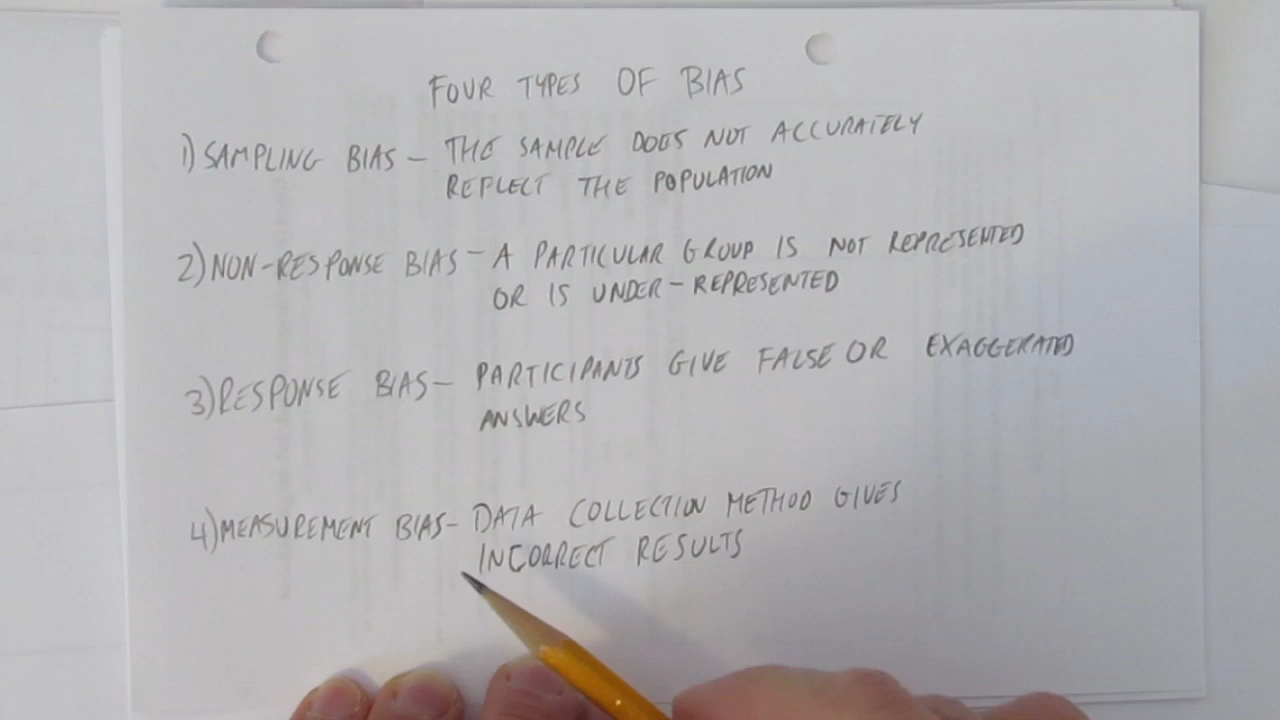 FOUR TYPES OF BIAS
1) SAMPLING BIAS - THE SAMPLE DOES NOT ACCURATELY
REFLECT THE POPULATION
2) NON-RESPONSE BIAS - A PARTICULAR GROUP IS NOT REPRESENTED
OR IS UNDER-REPRESENTED
3) RESPONSE BIAS - PARTICIPANTS GIVE FALSE OR EXAGGERATED
ANSWERS
4) MEASUREMENT BIAS - DATA COLLECTION METHOD GIVES
INCORRECT RESULTS